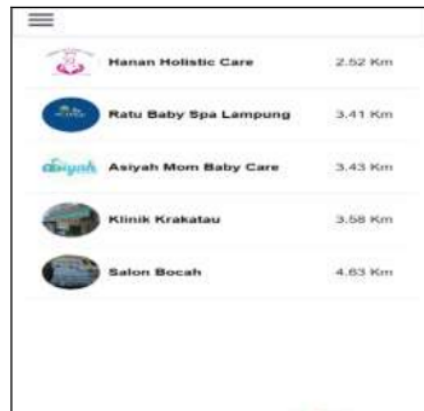 Hanan Holistic Care 2.52 Km
Ratu Baby Spa Lampung 3.41 Km
asiyah Asiyah Mom Baby Care 3.43 Km
Klinik Krakatau 3.58 Km
Salon Bocah 4.63 Km